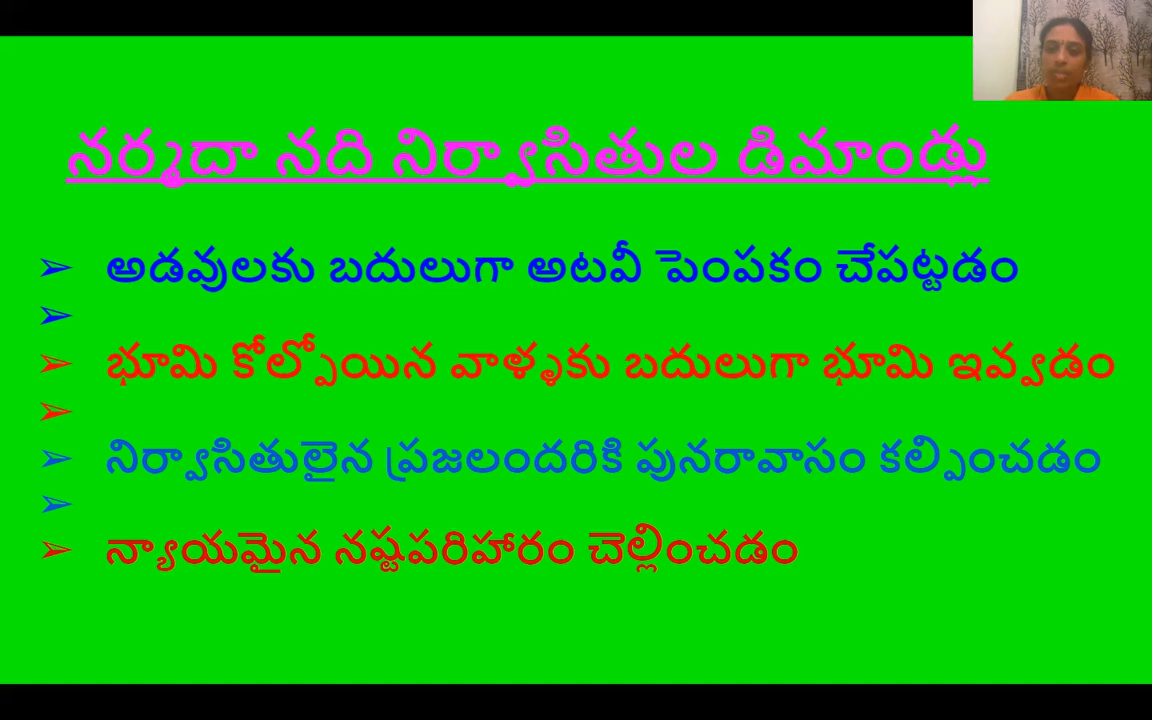 నర్మదా నది నిర్వాసితుల డిమాండ్లు
అడవులకు బదులుగా అటవీ పెంపకం చేపట్టడం
భూమి కోల్పోయిన వాళ్ళకు బదులుగా భూమి ఇవ్వడం
నిర్వాసితులైన ప్రజలందరికి పునరావాసం కల్పించడం
న్యాయమైన నష్టపరిహారం చెల్లించడం